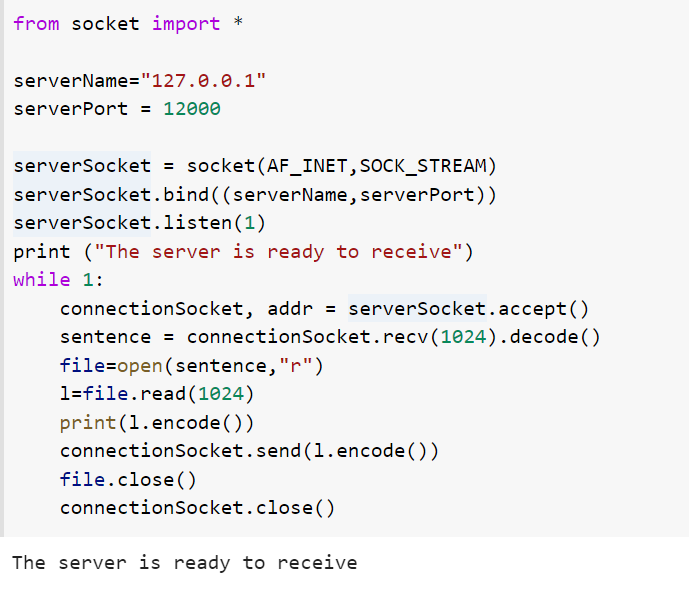 from socket import *
serverName="127.0.0.1"
serverPort = 12000
serverSocket = socket(AF_INET,SOCK_STREAM)
serverSocket.bind((serverName,serverPort))
serverSocket.listen(1)
print ("The server is ready to receive")
while 1:
    connectionSocket, addr = serverSocket.accept()
    sentence = connectionSocket.recv(1024).decode()
    file=open(sentence,"r")
    l=file.read(1024)
    print(l.encode())
    connectionSocket.send(l.encode())
    file.close()
    connectionSocket.close()
The server is ready to receive